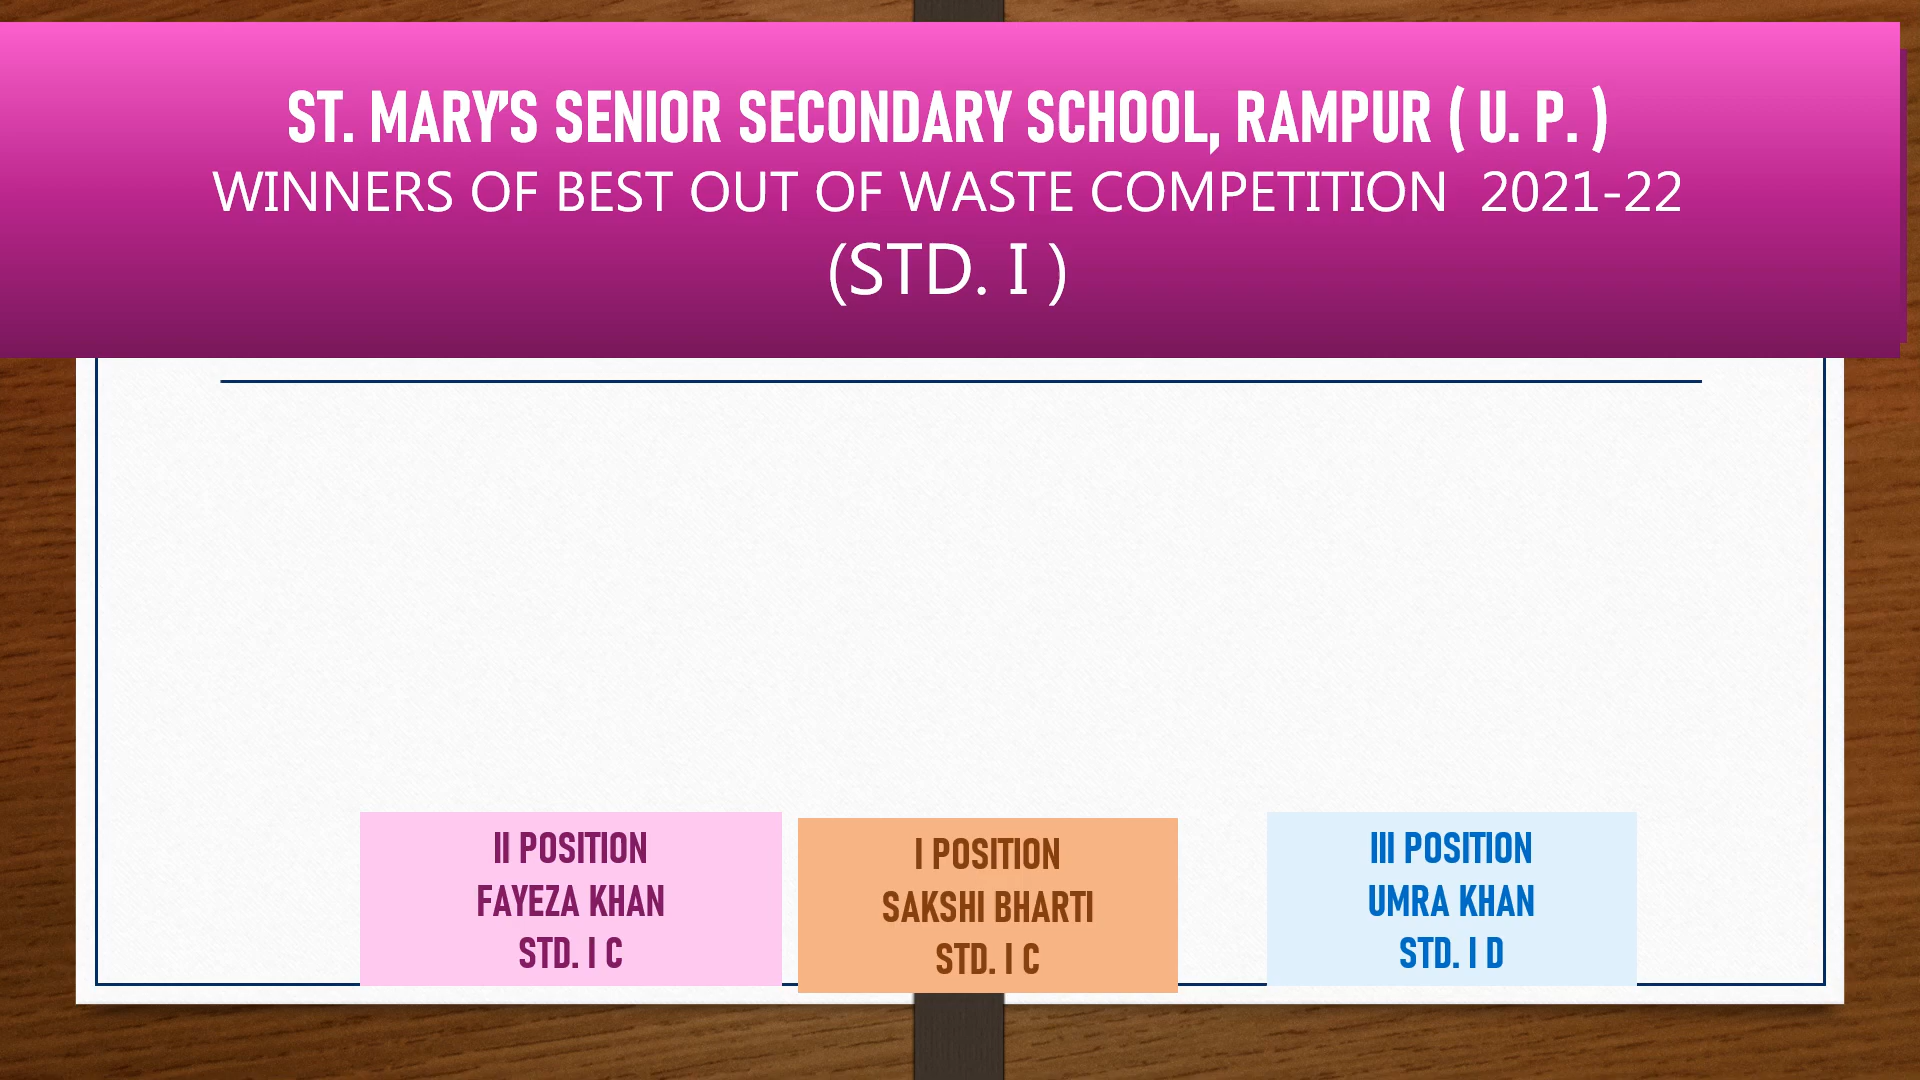 ST. MARY'S SENIOR SECONDARY SCHOOL, RAMPUR ( U. P. )
WINNERS OF BEST OUT OF WASTE COMPETITION 2021-22
(STD. I )
II POSITION
FAYEZA KHAN
STD. I C
I POSITION
SAKSHI BHARTI
STD. I C
III POSITION
UMRA KHAN
STD. I D